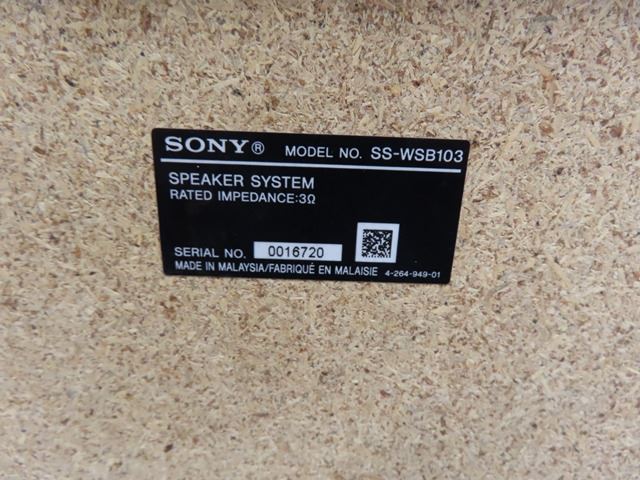 SONY® MODEL NO. SS-WSB103
SPEAKER SYSTEM
RATED IMPEDANCE:3Ω
SERIAL NO. 0016720
MADE IN MALAYSIA/FABRIQUÉ EN MALAISIE 4-264-949-01